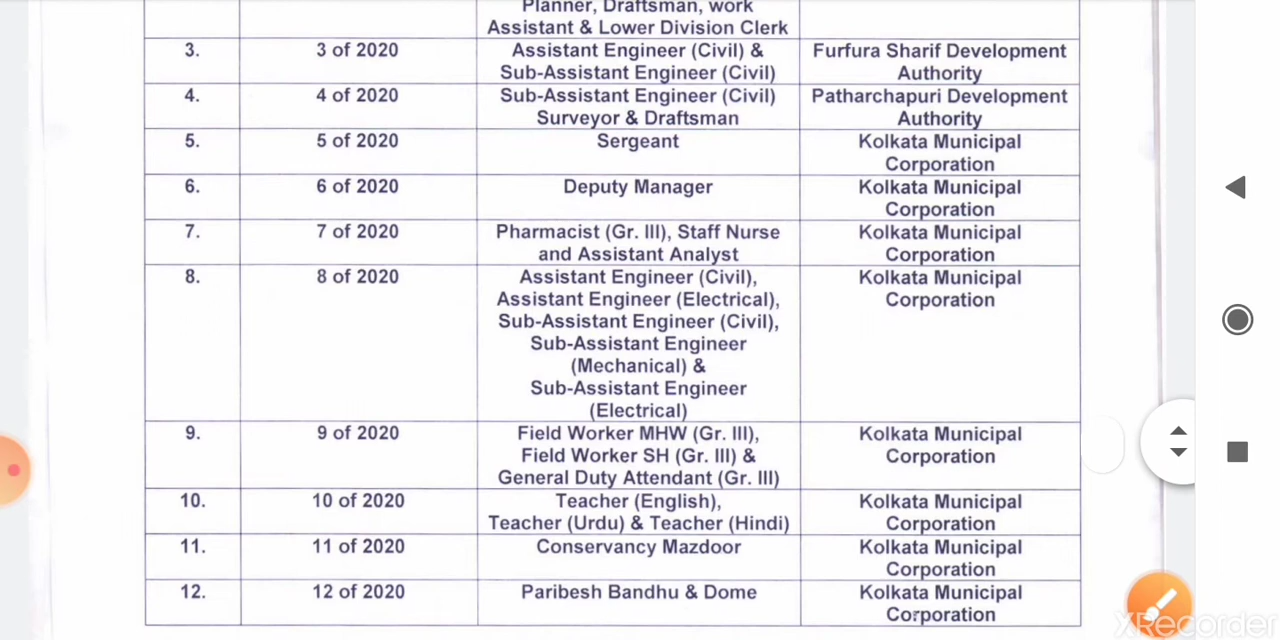 Planner, Draftsman, work
Assistant & Lower Division Clerk
3. 3 of 2020 Assistant Engineer (Civil) & Furfura Sharif Development
Sub-Assistant Engineer (Civil) Authority
4. 4 of 2020 Sub-Assistant Engineer (Civil) Patharchapuri Development
Surveyor & Draftsman Authority
5. 5 of 2020 Sergeant Kolkata Municipal
Corporation
6. 6 of 2020 Deputy Manager Kolkata Municipal
Corporation
7. 7 of 2020 Pharmacist (Gr. III), Staff Nurse Kolkata Municipal
and Assistant Analyst Corporation
8. 8 of 2020 Assistant Engineer (Civil), Kolkata Municipal
Assistant Engineer (Electrical), Corporation
Sub-Assistant Engineer (Civil),
Sub-Assistant Engineer
(Mechanical) &
Sub-Assistant Engineer
(Electrical)
9. 9 of 2020 Field Worker MHW (Gr. III), Kolkata Municipal
Field Worker SH (Gr. III) & Corporation
General Duty Attendant (Gr. III)
10. 10 of 2020 Teacher (English), Kolkata Municipal
Teacher (Urdu) & Teacher (Hindi) Corporation
11. 11 of 2020 Conservancy Mazdoor Kolkata Municipal
Corporation
12. 12 of 2020 Paribesh Bandhu & Dome Kolkata Municipal
Corporation
XRecorder